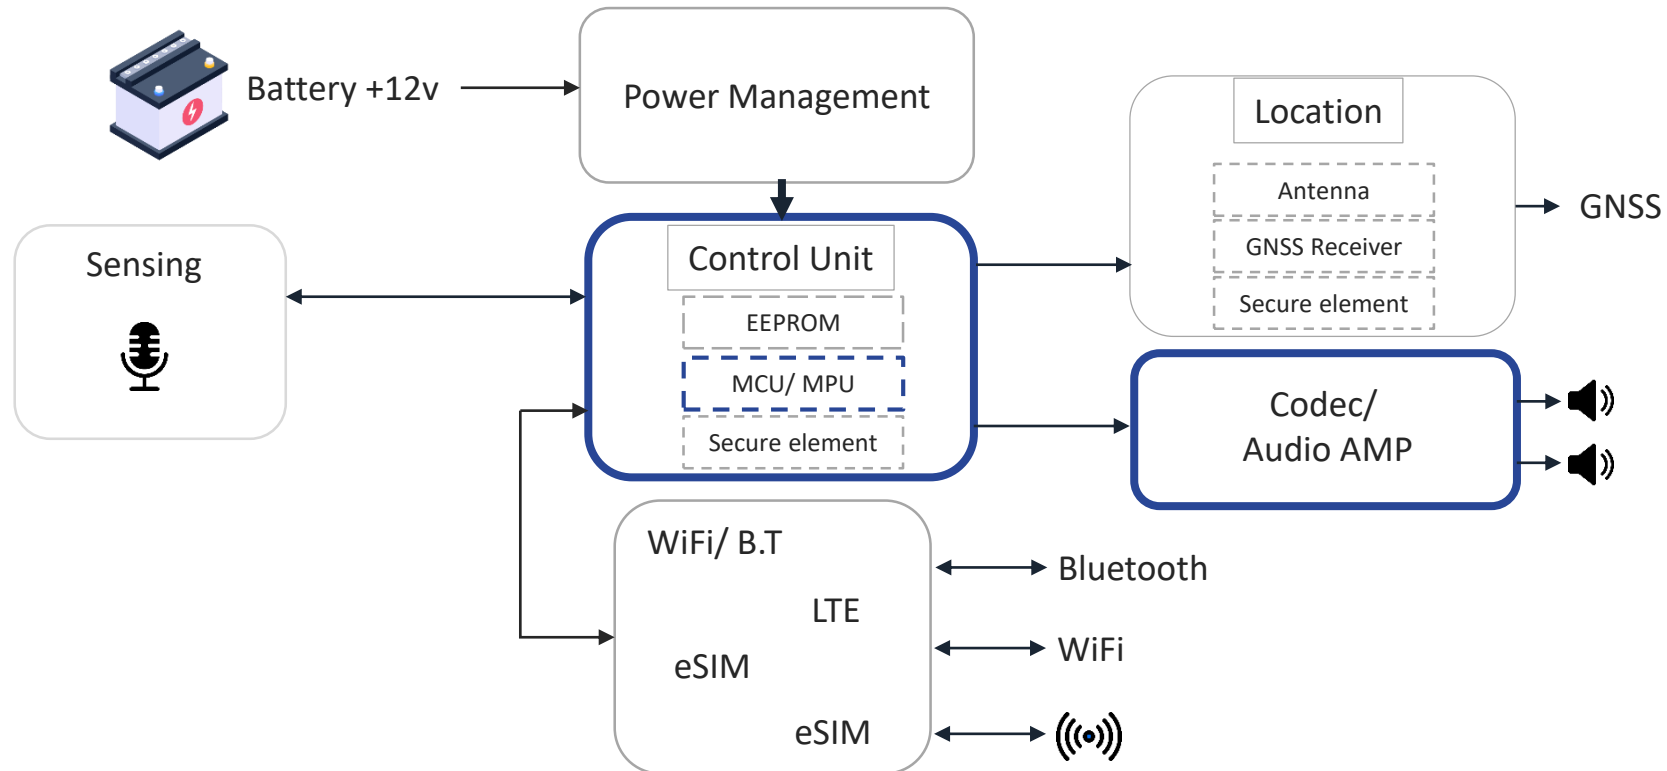 Battery +12v
Power Management
Location
Antenna
GNSS Receiver
Secure element
GNSS
Sensing
Control Unit
EEPROM
MCU/ MPU
Secure element
Codec/
Audio AMP
WiFi/ B.T
LTE
eSIM
eSIM
Bluetooth
WiFi